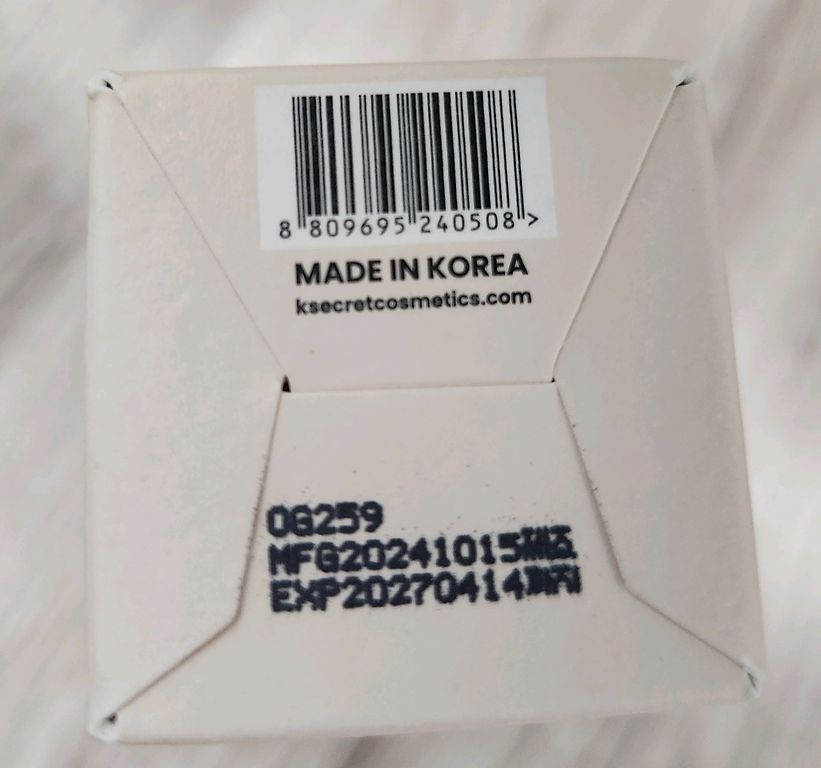 8 809695 240508 >
MADE IN KOREA
ksecretcosmetics.com
OG259
MFG20241015
EXP20270414